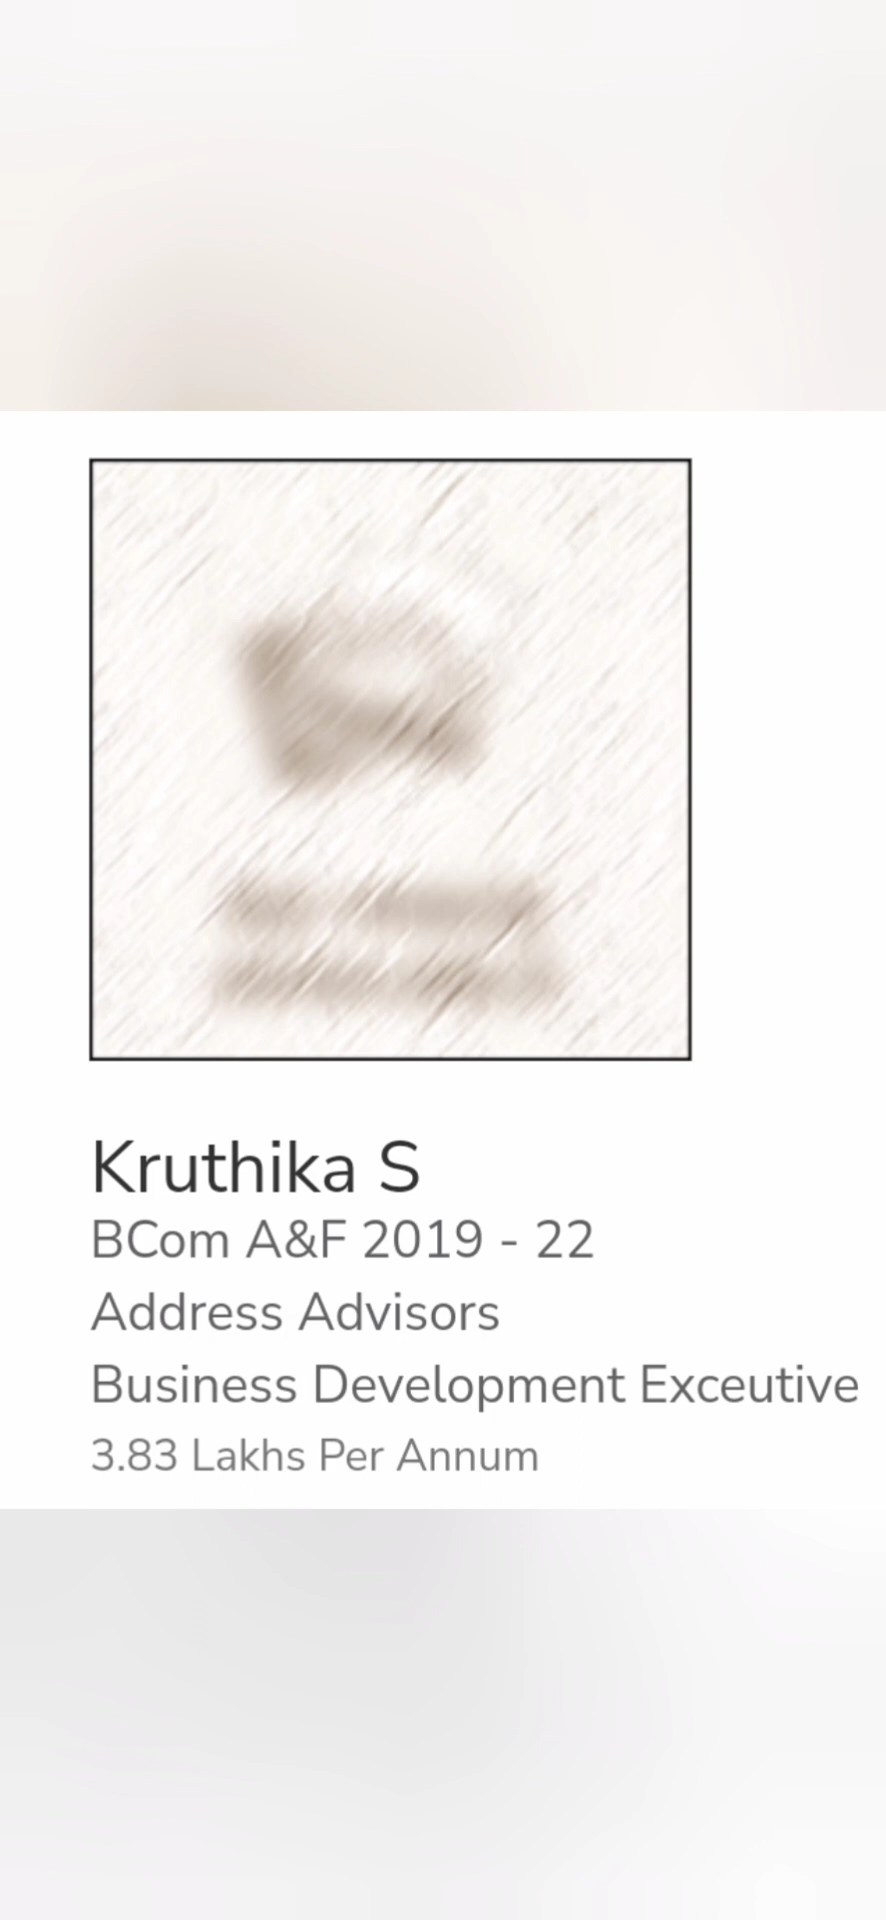 Kruthika S
BCom A&F 2019 - 22
Address Advisors
Business Development Exceutive
3.83 Lakhs Per Annum